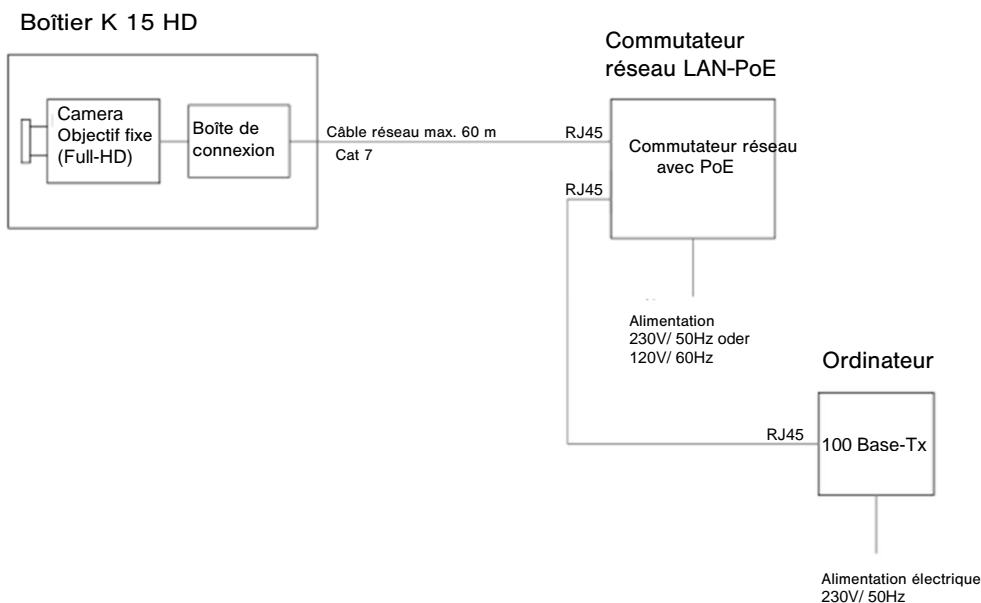 Boîtier K 15 HD
Commutateur
réseau LAN-PoE
Camera
Objectif fixe
(Full-HD)
Boîte de
connexion
Câble réseau max. 60 m
Cat 7
RJ45
Commutateur réseau
avec PoE
RJ45
Alimentation
230V/ 50Hz oder
120V/ 60Hz
Ordinateur
RJ45
100 Base-Tx
Alimentation électrique
230V/ 50Hz